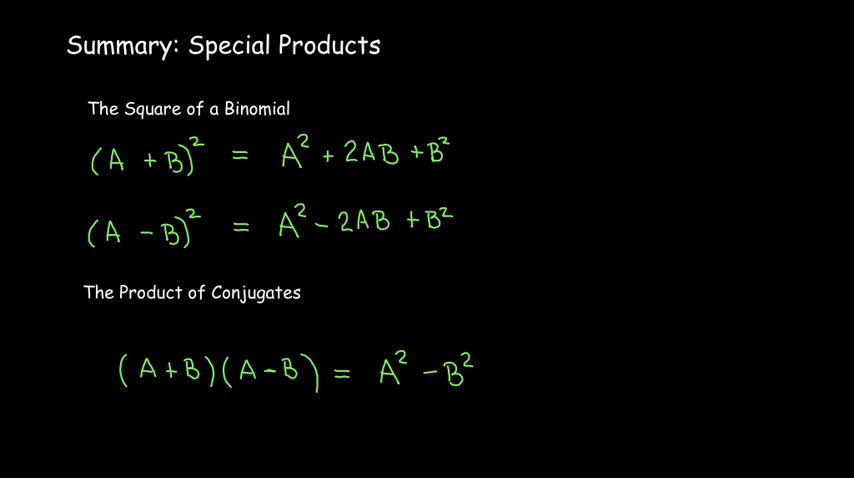 Summary: Special Products
The Square of a Binomial
(A + B)² = A² + 2AB + B²
(A - B)² = A² - 2AB + B²
The Product of Conjugates
(A + B)(A - B) = A² - B²